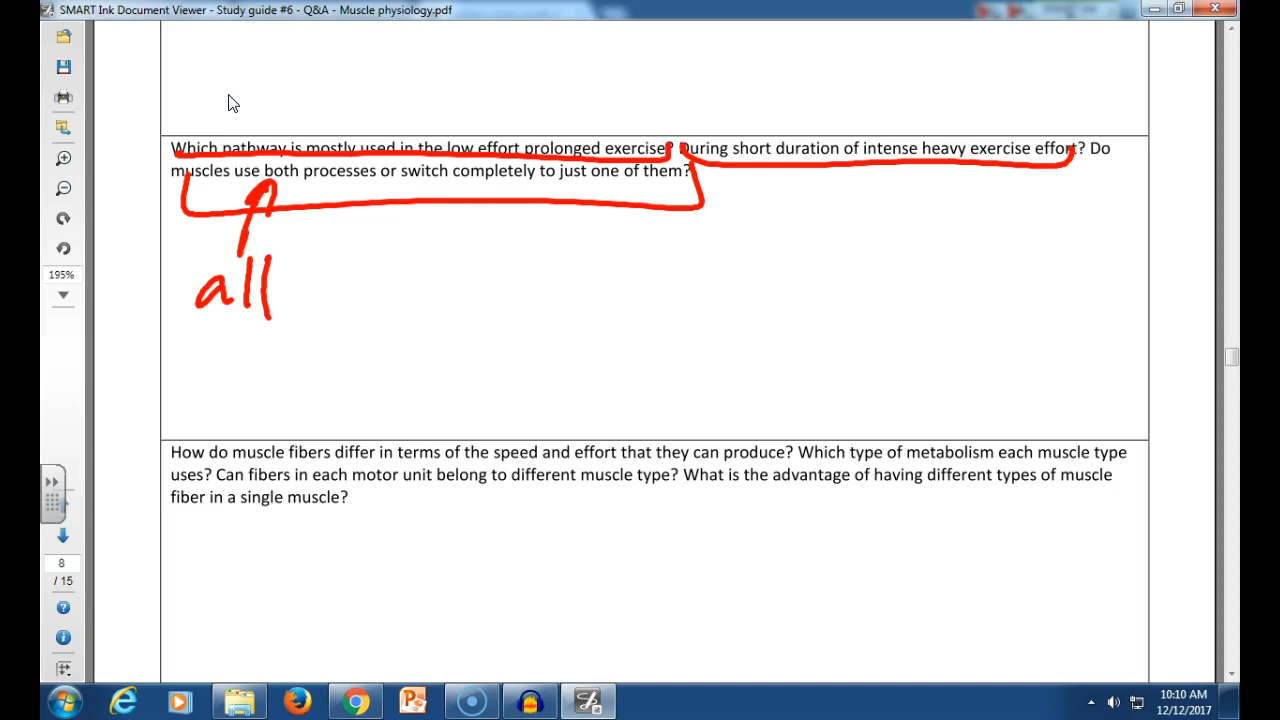 SMART Ink Document Viewer - Study guide #6 - Q&A - Muscle physiology.pdf
Which pathway is mostly used in the low effort prolonged exercise? During short duration of intense heavy exercise effort? Do
muscles use both processes or switch completely to just one of them?
all
195%
How do muscle fibers differ in terms of the speed and effort that they can produce? Which type of metabolism each muscle type
uses? Can fibers in each motor unit belong to different muscle type? What is the advantage of having different types of muscle
fiber in a single muscle?
8
/ 15
10:10 AM
12/12/2017